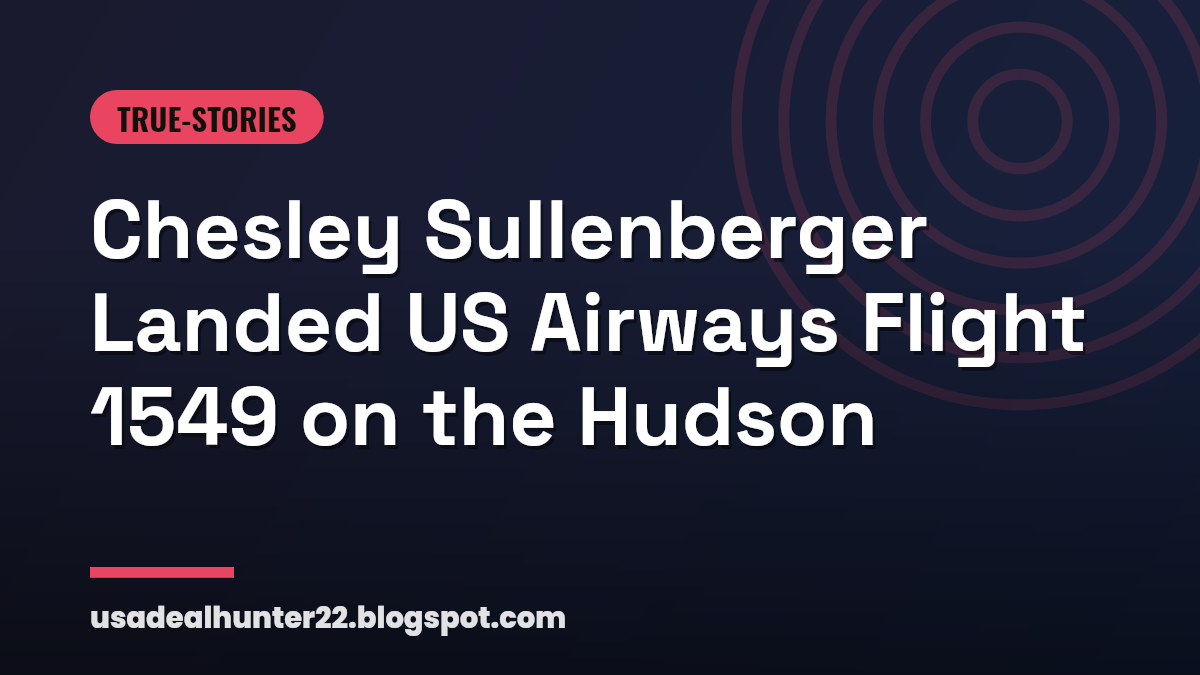 TRUE-STORIES
Chesley Sullenberger
Landed US Airways Flight
1549 on the Hudson
usadealhunter22.blogspot.com